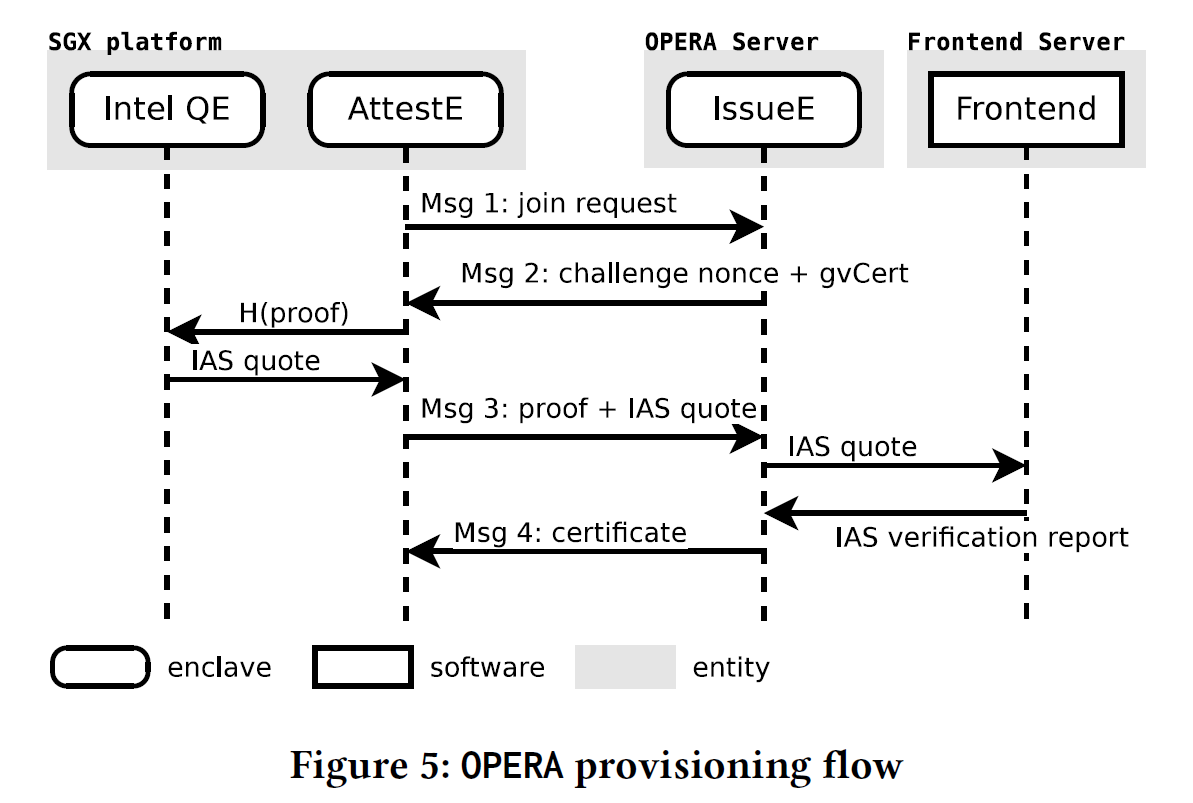 SGX platform
OPERA Server
Frontend Server
Intel QE
AttestE
IssueE
Frontend
Msg 1: join request
Msg 2: challenge nonce + gvCert
H(proof)
IAS quote
Msg 3: proof + IAS quote
IAS quote
Msg 4: certificate
IAS verification report
enclave
software
entity
Figure 5: OPERA provisioning flow